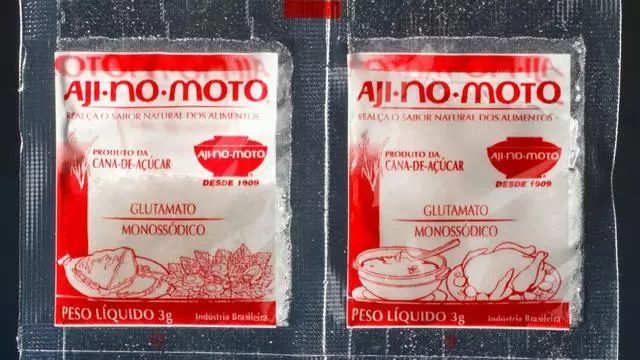 AJI-NO-MOTO
REALÇA O SABOR NATURAL DOS ALIMENTOS
PRODUTO DA
CANA-DE-AÇÚCAR
AJI-NO-MOTO
DESDE 1909
GLUTAMATO
MONOSSÓDICO
PESO LÍQUIDO 3g
Indústria Brasileira
AJI-NO-MOTO
REALÇA O SABOR NATURAL DOS ALIMENTOS
PRODUTO DA
CANA-DE-AÇÚCAR
AJI-NO-MOTO
DESDE 1909
GLUTAMATO
MONOSSÓDICO
PESO LÍQUIDO 3g
Indústria Brasileira